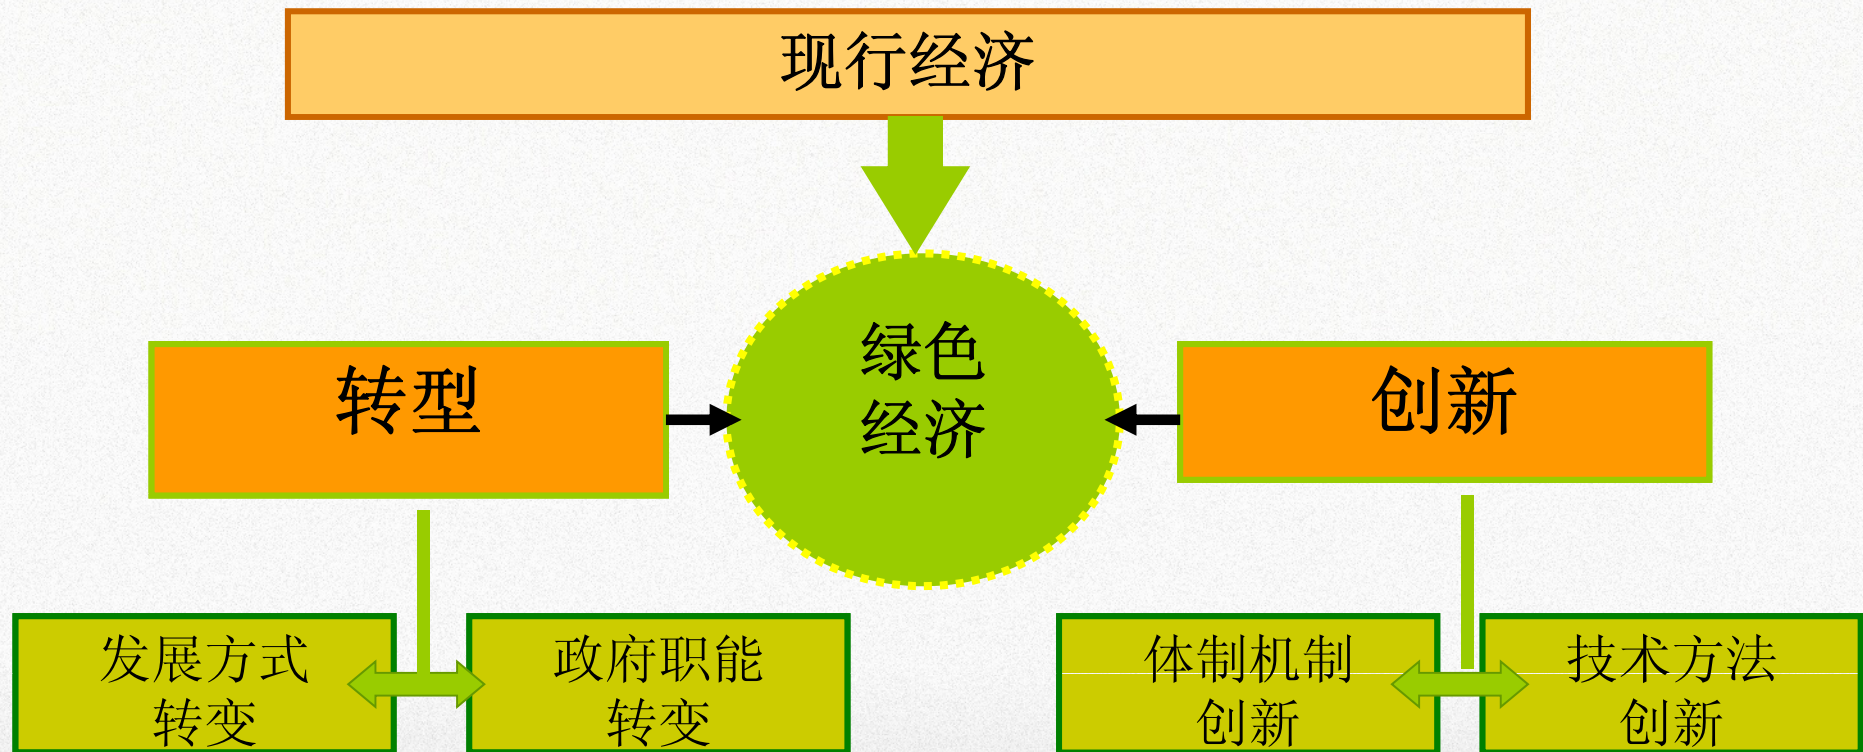 现行经济
绿色
经济
转型
创新
发展方式
转变
政府职能
转变
体制机制
创新
技术方法
创新